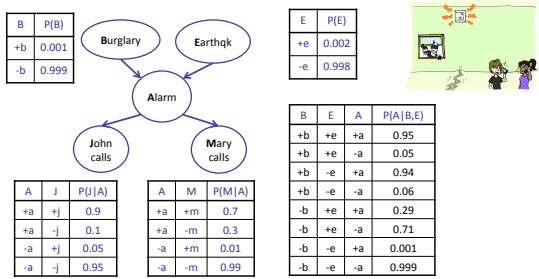 B P(B)
+b 0.001
-b 0.999
Burglary
Earthqk
E P(E)
+e 0.002
-e 0.998
Alarm
John
calls
Mary
calls
B E A P(A|B,E)
+b +e +a 0.95
+b +e -a 0.05
+b -e +a 0.94
+b -e -a 0.06
-b +e +a 0.29
-b +e -a 0.71
-b -e +a 0.001
-b -e -a 0.999
A J P(J|A)
+a +j 0.9
+a -j 0.1
-a +j 0.05
-a -j 0.95
A M P(M|A)
+a +m 0.7
+a -m 0.3
-a +m 0.01
-a -m 0.99